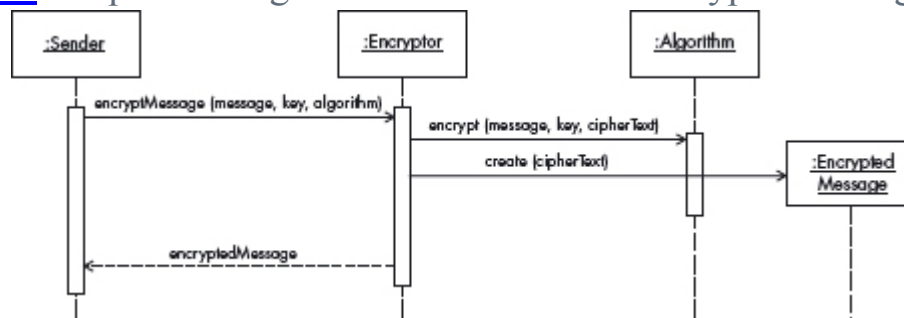 :Sender
:Encryptor
:Algorithm
encryptMessage (message, key, algorithm)
encrypt (message, key, cipherText)
create (cipherText)
:Encrypted
Message
encryptedMessage